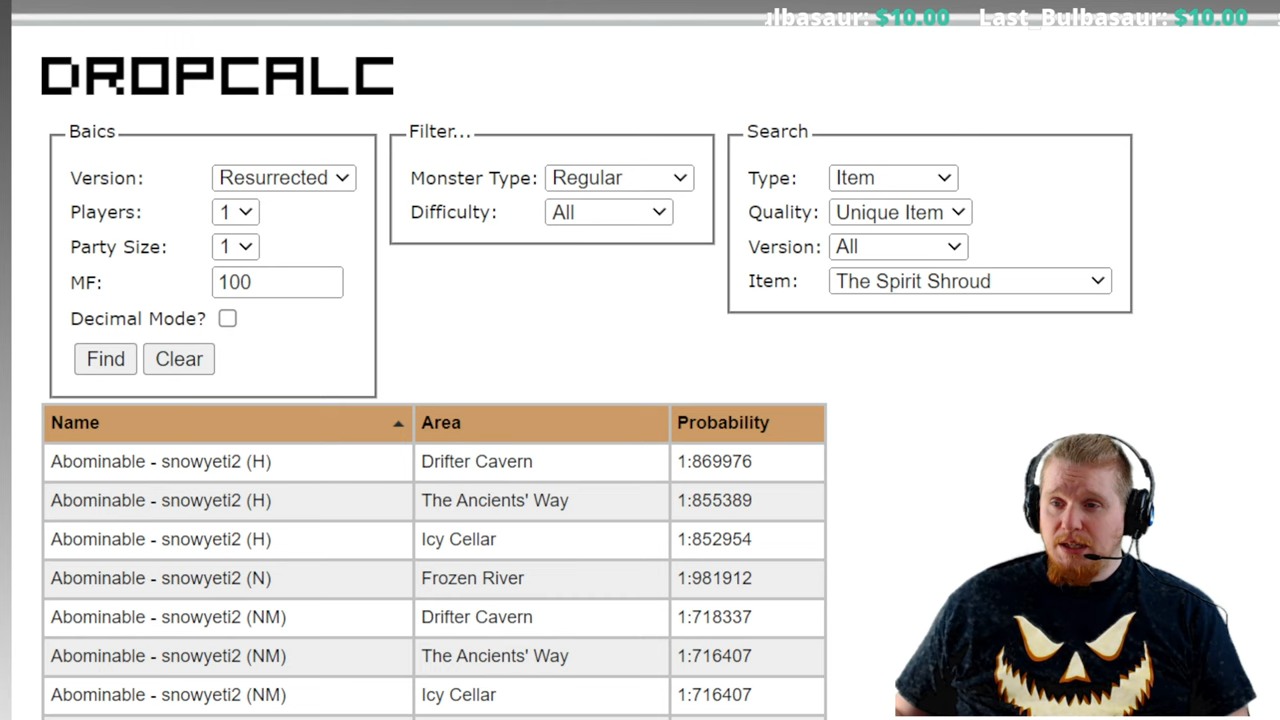 lbasaur: $10.00 Last_Bulbasaur: $10.00
DROPCALC
Baics
Version: Resurrected
Players: 1
Party Size: 1
MF: 100
Decimal Mode?
Find Clear
Filter...
Monster Type: Regular
Difficulty: All
Search
Type: Item
Quality: Unique Item
Version: All
Item: The Spirit Shroud
Name Area Probability
Abominable - snowyeti2 (H) Drifter Cavern 1:869976
Abominable - snowyeti2 (H) The Ancients' Way 1:855389
Abominable - snowyeti2 (H) Icy Cellar 1:852954
Abominable - snowyeti2 (N) Frozen River 1:981912
Abominable - snowyeti2 (NM) Drifter Cavern 1:718337
Abominable - snowyeti2 (NM) The Ancients' Way 1:716407
Abominable - snowyeti2 (NM) Icy Cellar 1:716407